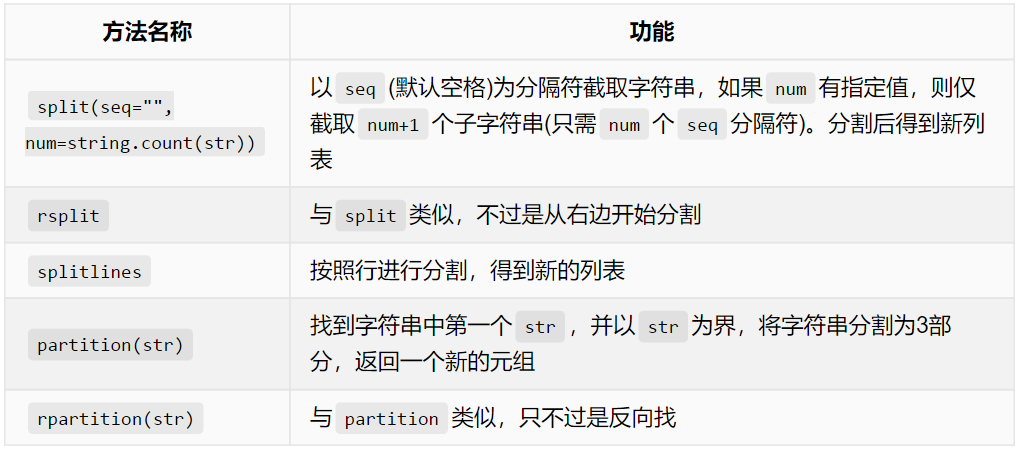 方法名称 功能
split(seq="", 以 seq (默认空格)为分隔符截取字符串，如果 num 有指定值，则仅
num=string.count(str)) 截取 num+1 个子字符串(只需 num 个 seq 分隔符)。分割后得到新列
表
rsplit 与 split 类似，不过是从右边开始分割
splitlines 按照行进行分割，得到新的列表
partition(str) 找到字符串中第一个 str ，并以 str 为界，将字符串分割为3部
分，返回一个新的元组
rpartition(str) 与 partition 类似，只不过是反向找